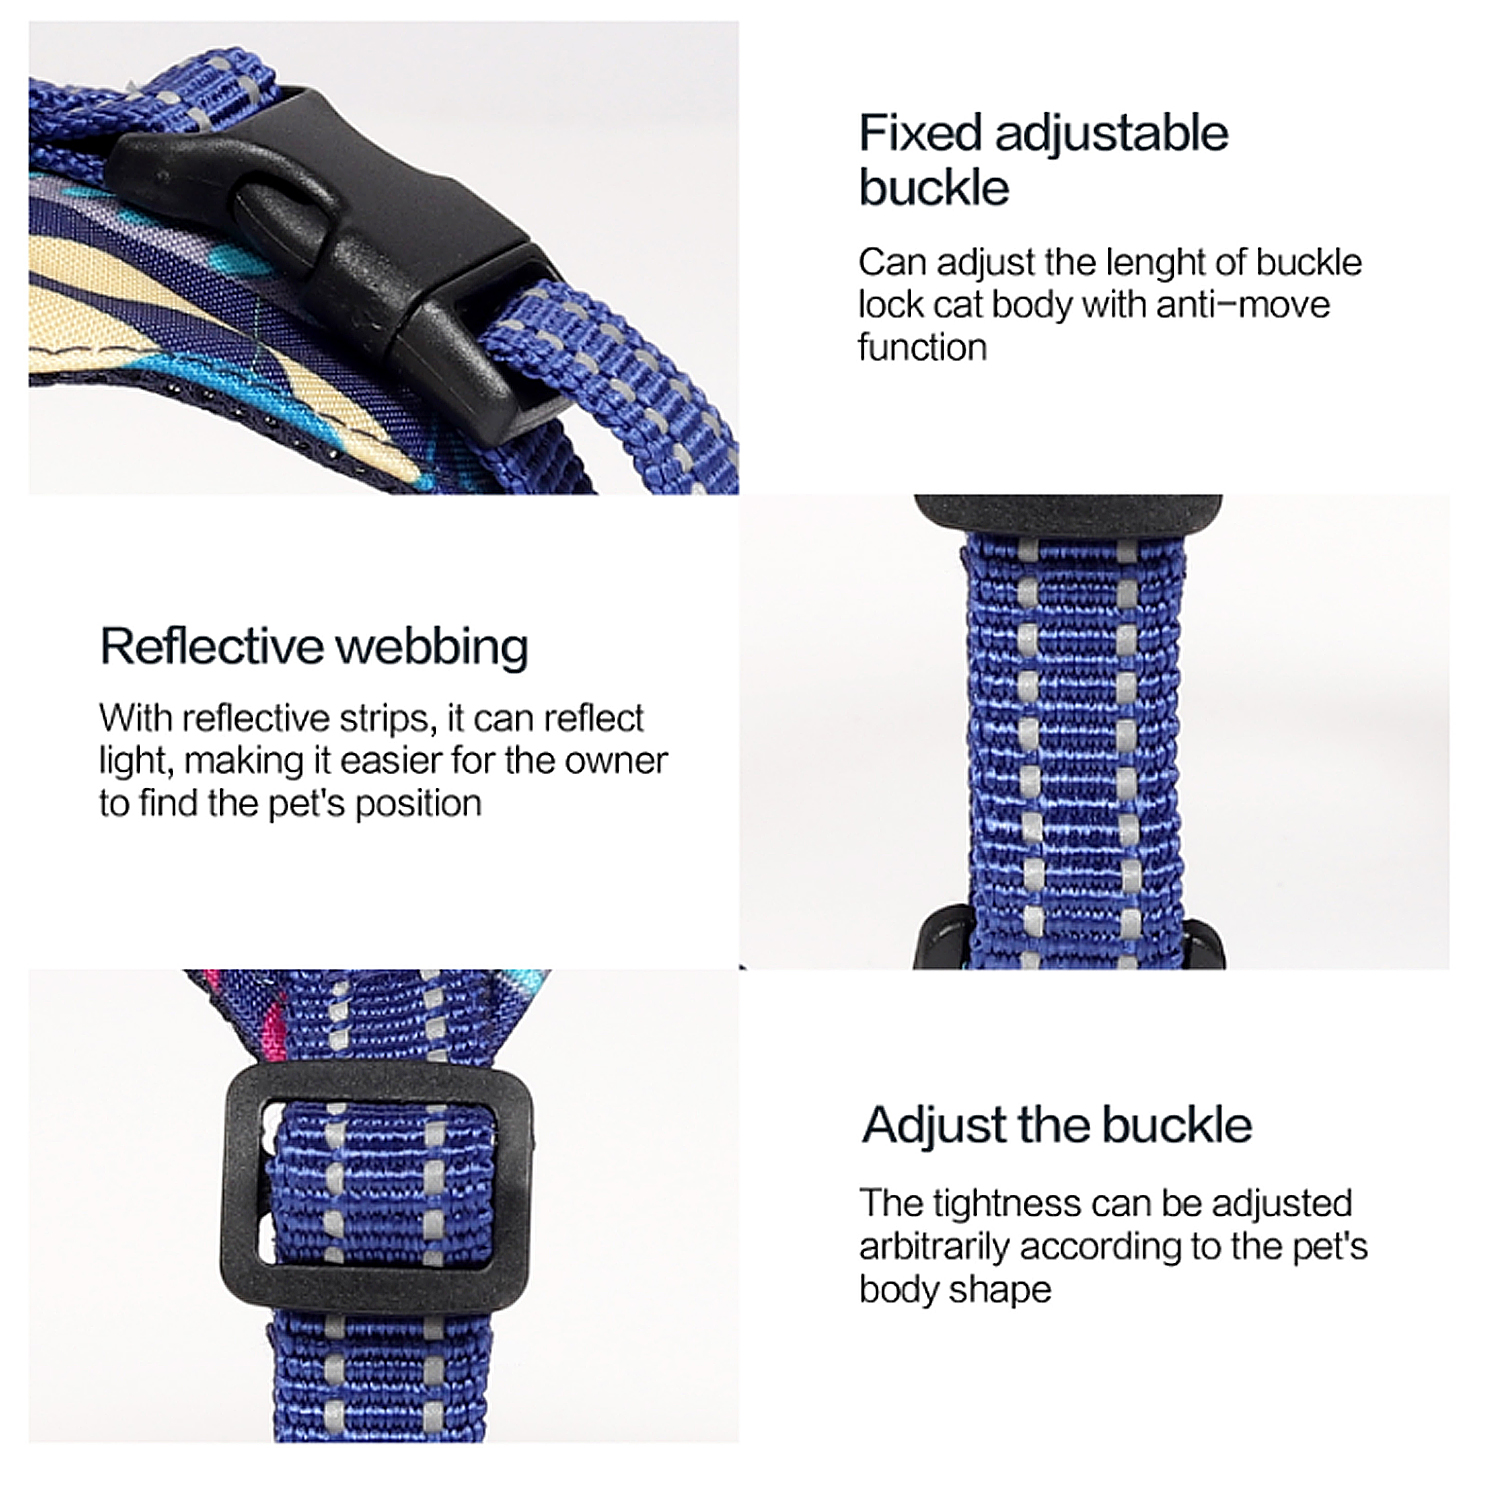 Fixed adjustable
buckle
Can adjust the lenght of buckle
lock cat body with anti-move
function
Reflective webbing
With reflective strips, it can reflect
light, making it easier for the owner
to find the pet's position
Adjust the buckle
The tightness can be adjusted
arbitrarily according to the pet's
body shape